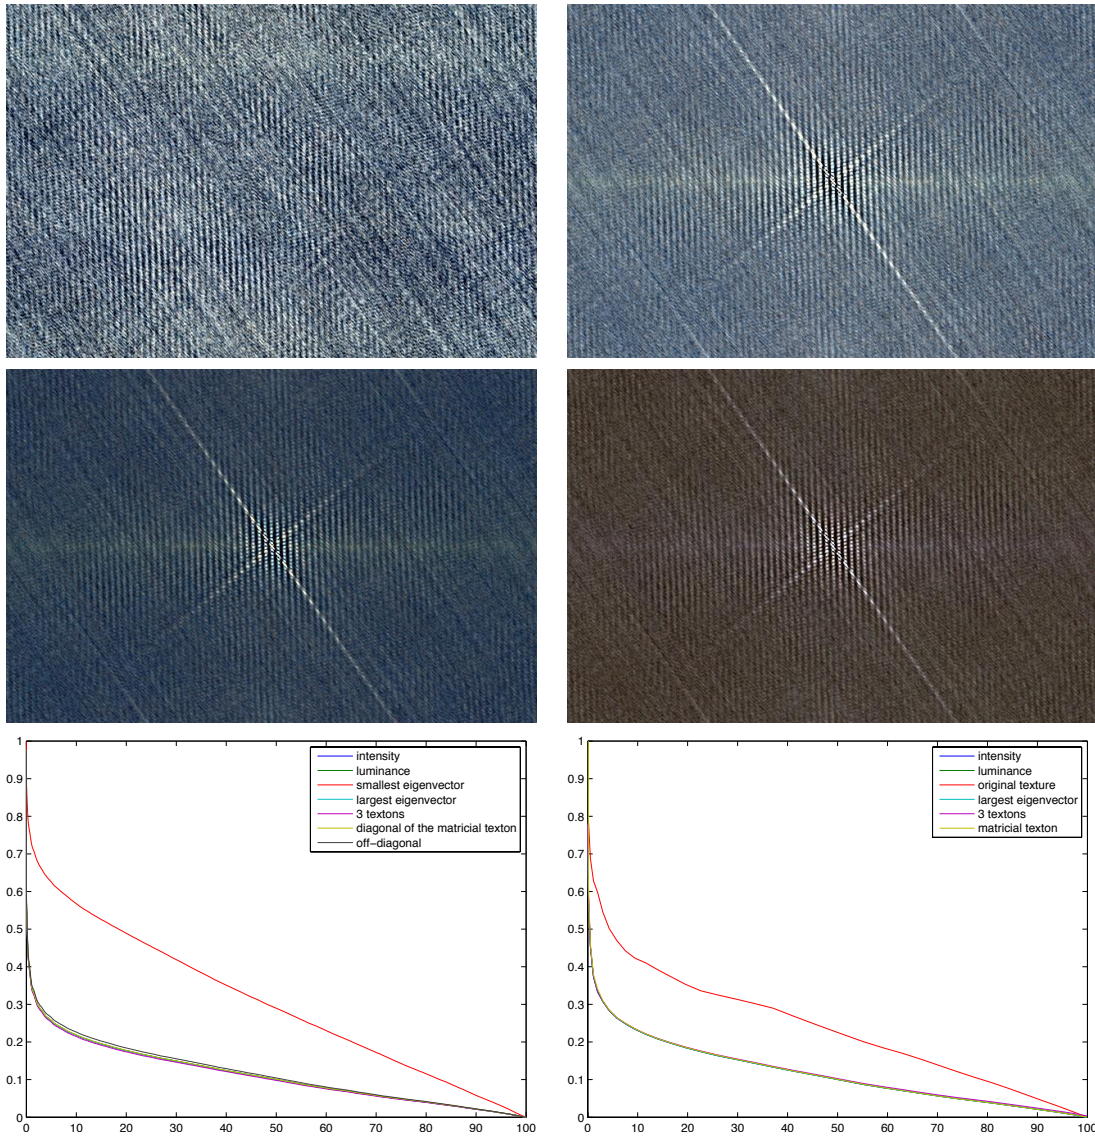 1
0.9
0.8
0.7
0.6
0.5
0.4
0.3
0.2
0.1
0
0 10 20 30 40 50 60 70 80 90 100
intensity
luminance
smallest eigenvector
largest eigenvector
3 textons
diagonal of the matricial texton
off-diagonal
1
0.9
0.8
0.7
0.6
0.5
0.4
0.3
0.2
0.1
0
0 10 20 30 40 50 60 70 80 90 100
intensity
luminance
original texture
largest eigenvector
3 textons
matricial texton